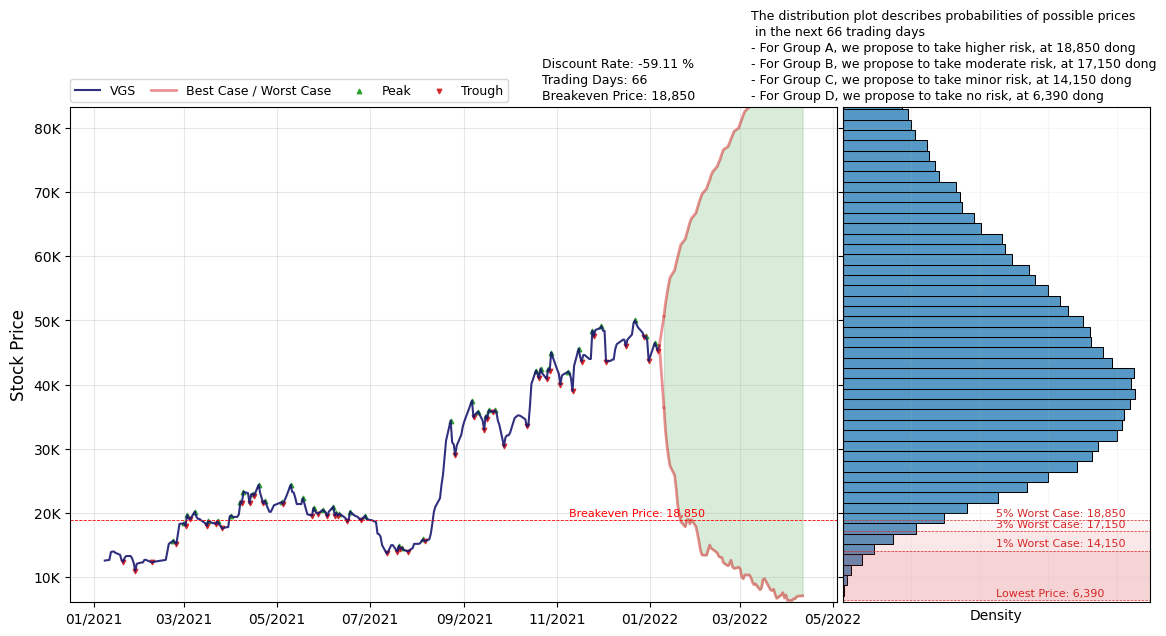 The distribution plot describes probabilities of possible prices
in the next 66 trading days
- For Group A, we propose to take higher risk, at 18,850 dong
- For Group B, we propose to take moderate risk, at 17,150 dong
- For Group C, we propose to take minor risk, at 14,150 dong
- For Group D, we propose to take no risk, at 6,390 dong
Discount Rate: -59.11 %
Trading Days: 66
Breakeven Price: 18,850
VGS Best Case / Worst Case Peak Trough
80K
70K
60K
50K
40K
30K
20K
10K
Stock Price
Breakeven Price: 18,850
5% Worst Case: 18,850
3% Worst Case: 17,150
1% Worst Case: 14,150
Lowest Price: 6,390
01/2021 03/2021 05/2021 07/2021 09/2021 11/2021 01/2022 03/2022 05/2022
Density